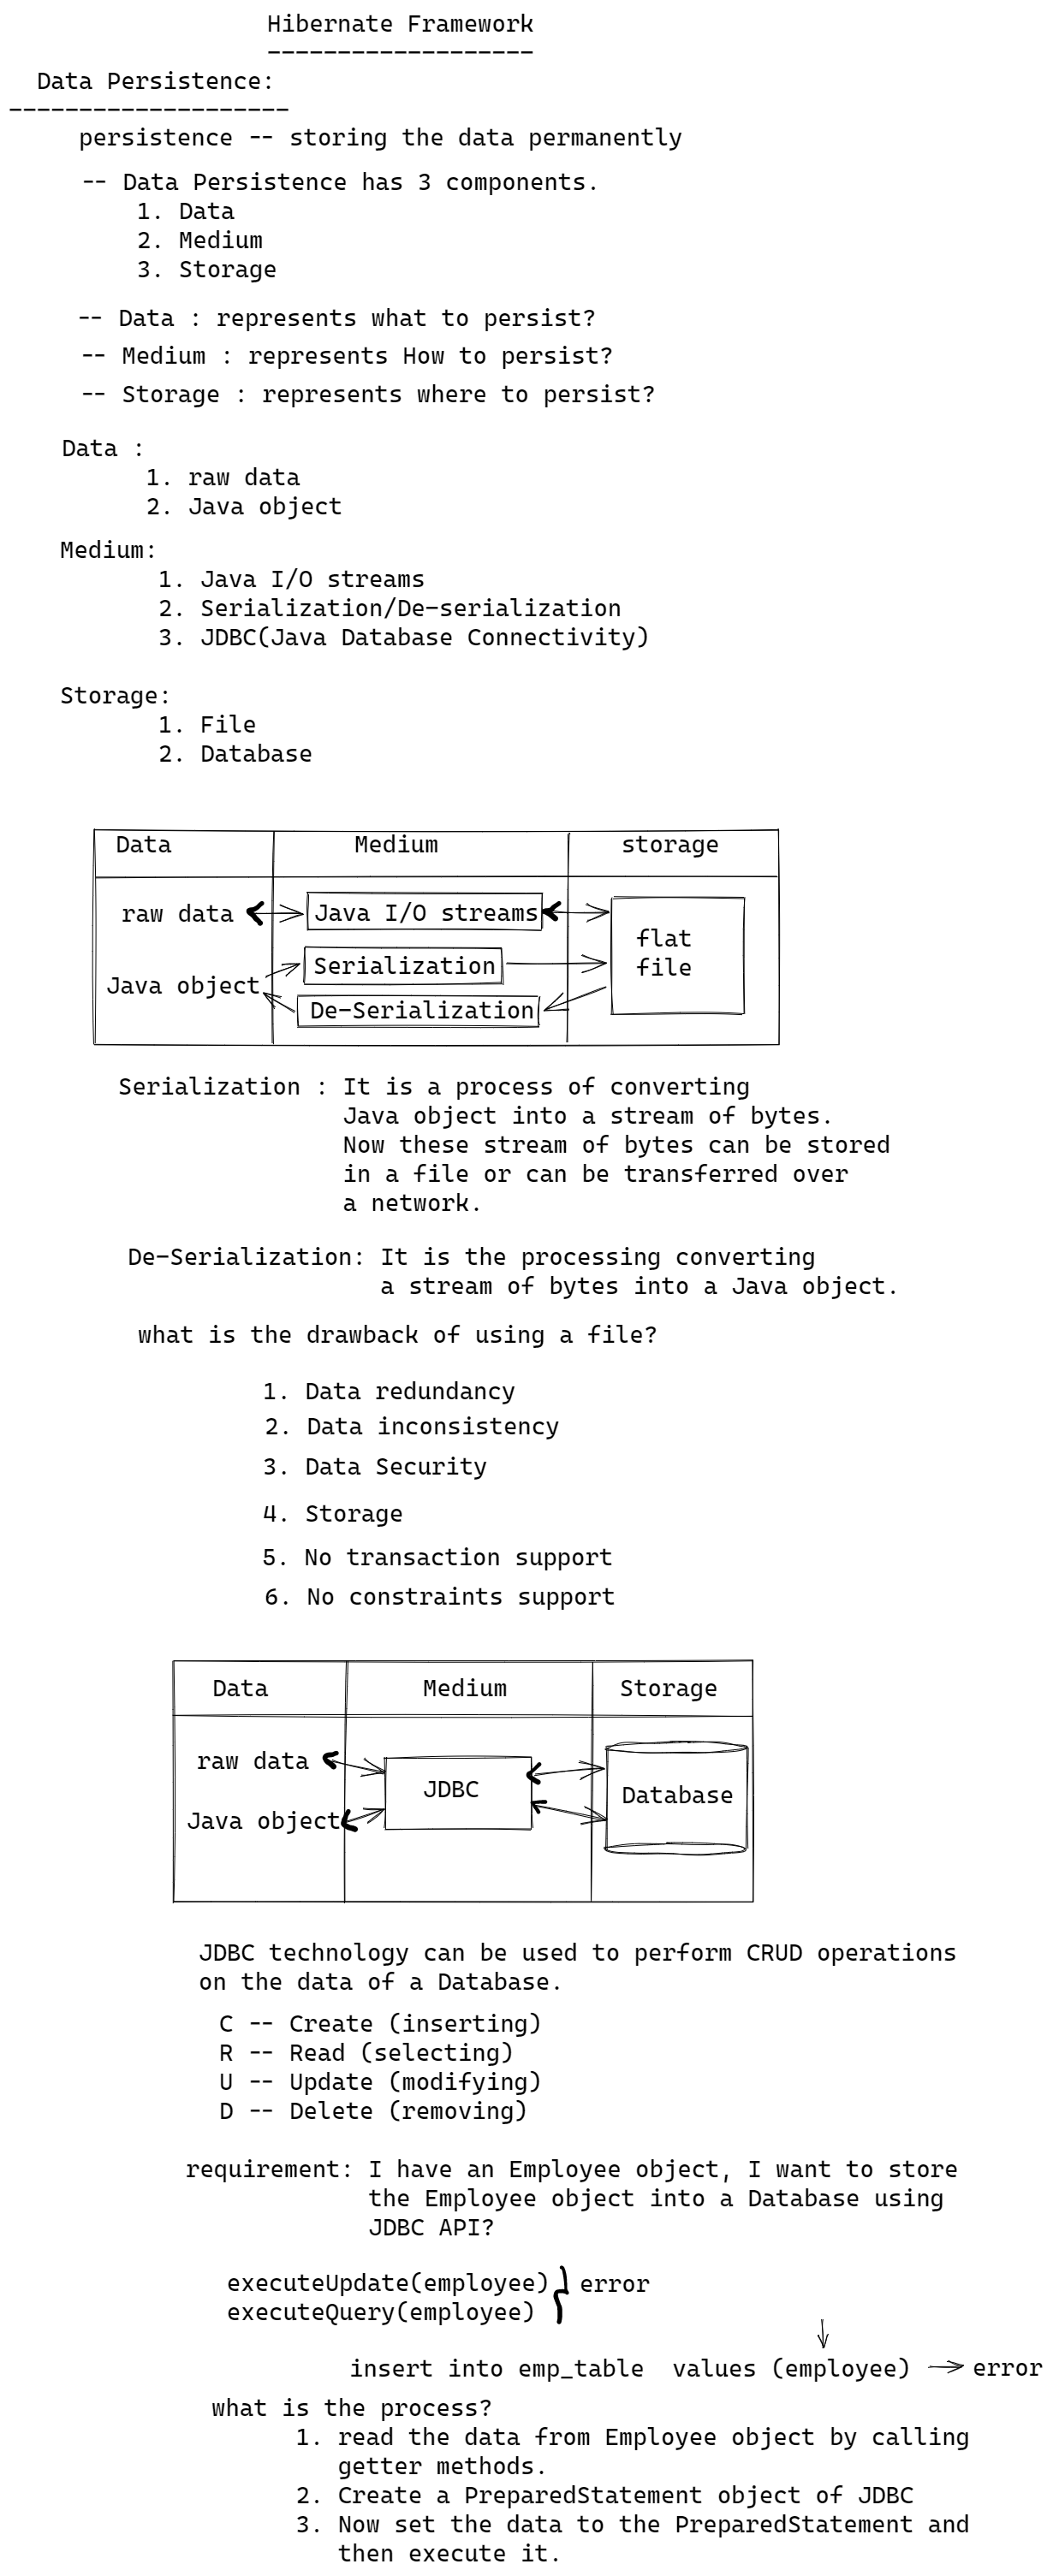 Hibernate Framework
-------------------
Data Persistence:
--------------------
persistence -- storing the data permanently
-- Data Persistence has 3 components.
1. Data
2. Medium
3. Storage
-- Data : represents what to persist?
-- Medium : represents How to persist?
-- Storage : represents where to persist?
Data :
1. raw data
2. Java object
Medium:
1. Java I/O streams
2. Serialization/De-serialization
3. JDBC(Java Database Connectivity)
Storage:
1. File
2. Database
Data Medium storage
raw data Java I/O streams
flat
file
Serialization
Java object
De-Serialization
Serialization : It is a process of converting
Java object into a stream of bytes.
Now these stream of bytes can be stored
in a file or can be transferred over
a network.
De-Serialization: It is the processing converting
a stream of bytes into a Java object.
what is the drawback of using a file?
1. Data redundancy
2. Data inconsistency
3. Data Security
4. Storage
5. No transaction support
6. No constraints support
Data Medium Storage
raw data
JDBC
Database
Java object
JDBC technology can be used to perform CRUD operations
on the data of a Database.
C -- Create (inserting)
R -- Read (selecting)
U -- Update (modifying)
D -- Delete (removing)
requirement: I have an Employee object, I want to store
the Employee object into a Database using
JDBC API?
executeUpdate(employee) error
executeQuery(employee)
insert into emp_table values (employee) error
what is the process?
1. read the data from Employee object by calling
getter methods.
2. Create a PreparedStatement object of JDBC
3. Now set the data to the PreparedStatement and
then execute it.